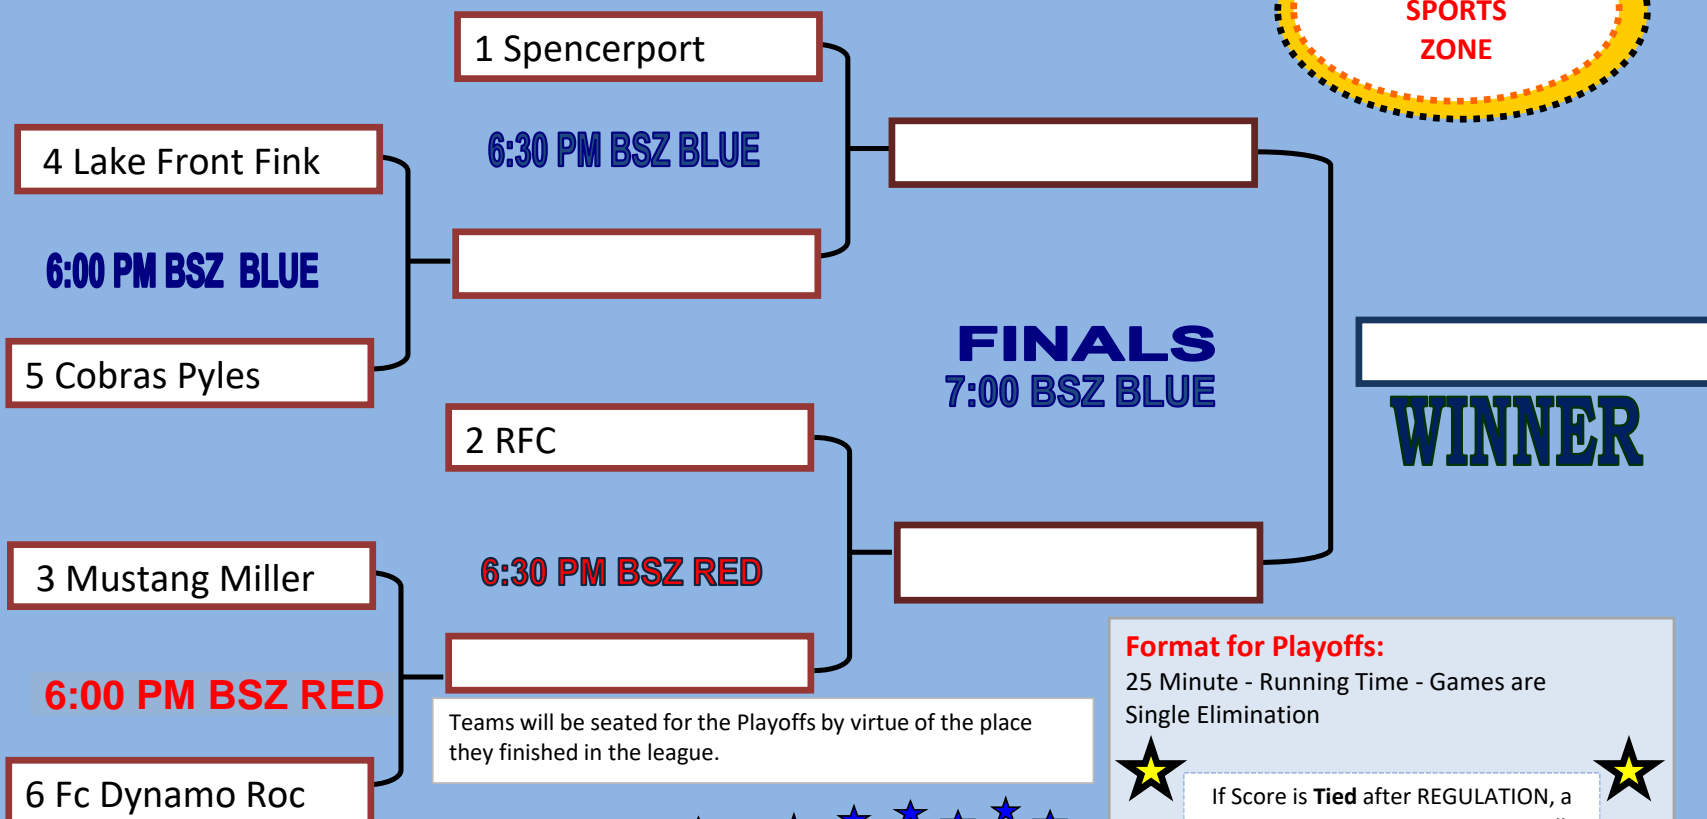 SPORTS
ZONE
1 Spencerport
6:30 PM BSZ BLUE
4 Lake Front Fink
6:00 PM BSZ BLUE
5 Cobras Pyles
FINALS
7:00 BSZ BLUE
WINNER
2 RFC
6:30 PM BSZ RED
3 Mustang Miller
6:00 PM BSZ RED
6 Fc Dynamo Roc
Teams will be seated for the Playoffs by virtue of the place
they finished in the league.
Format for Playoffs:
25 Minute - Running Time - Games are
Single Elimination
If Score is Tied after REGULATION, a